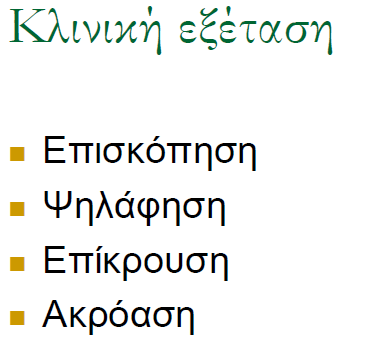 Κλινική εξέταση
Επισκόπηση
Ψηλάφηση
Επίκρουση
Ακρόαση